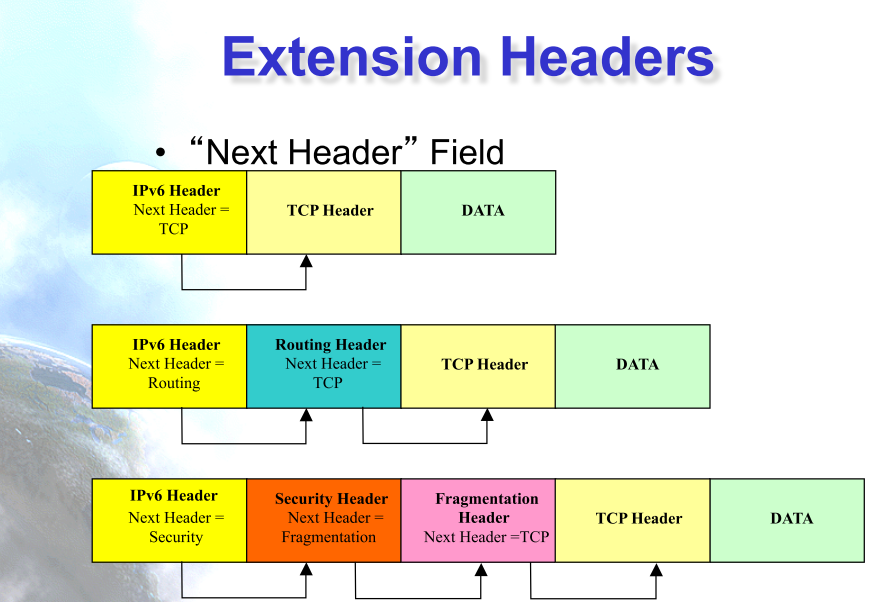 Extension Headers
• “Next Header” Field
IPv6 Header
Next Header =
TCP
TCP Header
DATA
IPv6 Header
Next Header =
Routing
Routing Header
Next Header =
TCP
TCP Header
DATA
IPv6 Header
Next Header =
Security
Security Header
Next Header =
Fragmentation
Fragmentation
Header
Next Header =TCP
TCP Header
DATA